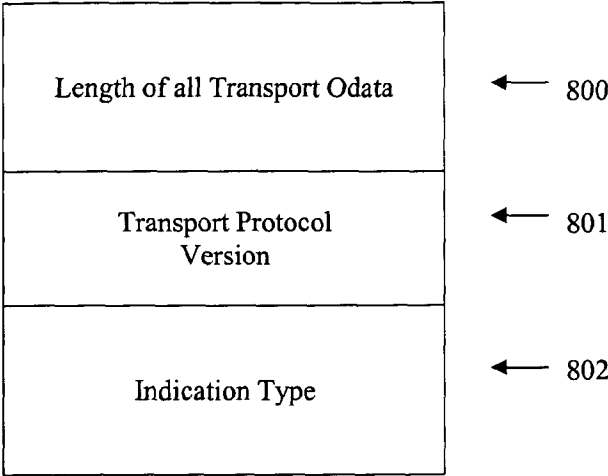 Length of all Transport Odata
800
Transport Protocol
Version
801
Indication Type
802